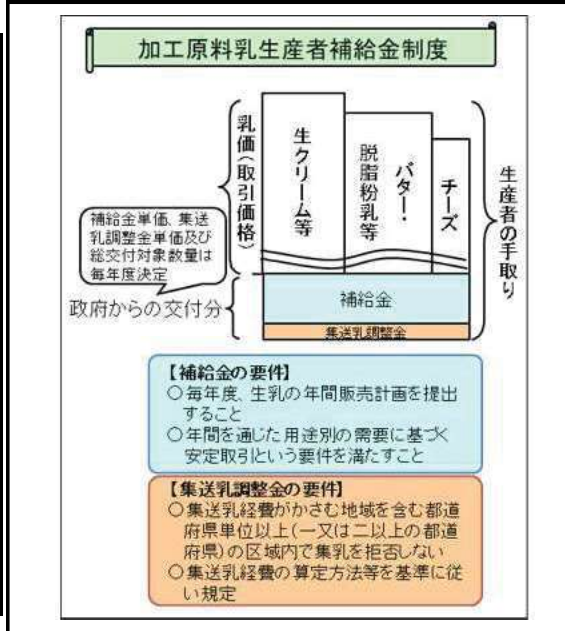 加工原料乳生産者補給金制度
乳価(取引価格)
生クリーム等
脱脂粉乳等
バター・
チーズ
生産者の手取り
補給金単価、集送
乳調整金単価及び
総交付対象数量は
毎年度決定
政府からの交付分
補給金
集送乳調整金
【補給金の要件】
○毎年度、生乳の年間販売計画を提出
すること
○年間を通じた用途別の需要に基づく
安定取引という要件を満たすこと
【集送乳調整金の要件】
○集送乳経費がかさむ地域を含む都道
府県単位以上(一又は二以上の都道
府県)の区域内で集乳を拒否しない
○集送乳経費の算定方法等を基準に従
い規定